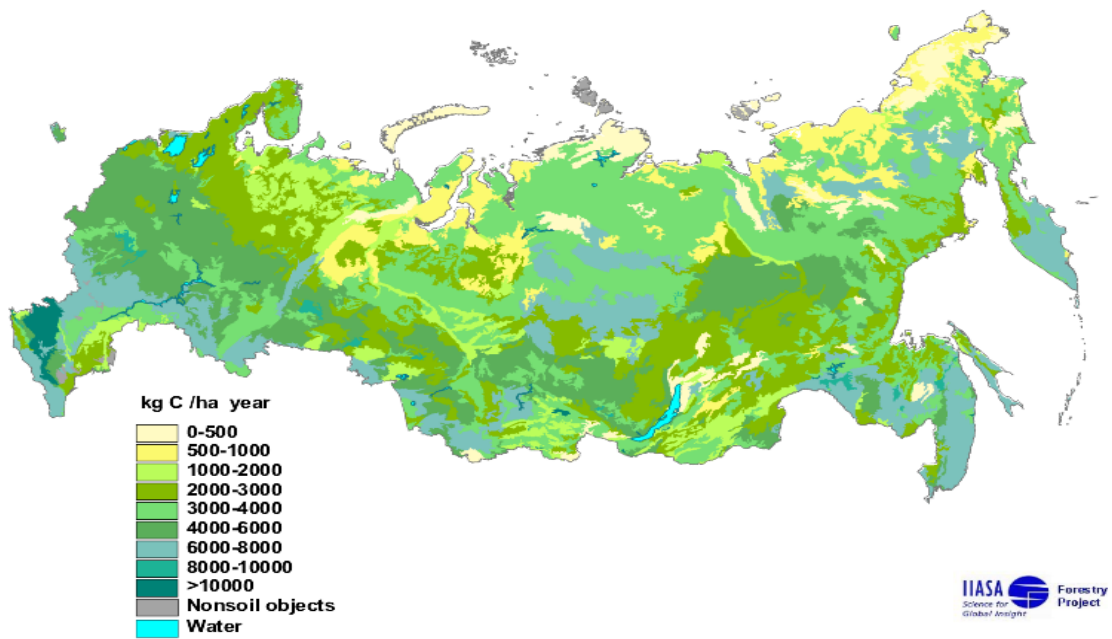 kg C /ha year
0-500
500-1000
1000-2000
2000-3000
3000-4000
4000-6000
6000-8000
8000-10000
>10000
Nonsoil objects
Water
IIASA
Science for
Global Insight
Forestry
Project